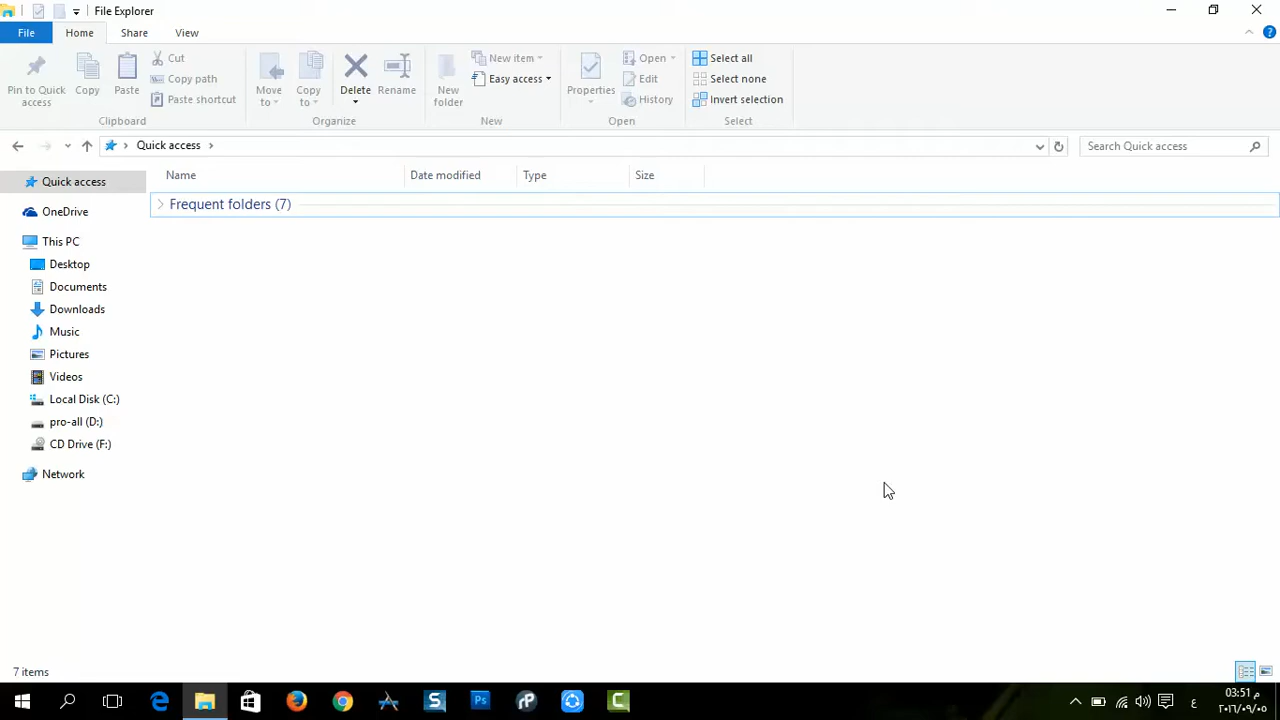 File Explorer
File Home Share View
Pin to Quick access
Copy
Paste
Cut
Copy path
Paste shortcut
Clipboard
Move to
Copy to
Delete
Rename
Organize
New folder
New item
Easy access
New
Properties
Open
Edit
History
Open
Select all
Select none
Invert selection
Select
Quick access
Search Quick access
Name Date modified Type Size
Frequent folders (7)
Quick access
OneDrive
This PC
Desktop
Documents
Downloads
Music
Pictures
Videos
Local Disk (C:)
pro-all (D:)
CD Drive (F:)
Network
7 items
Ps
ع
03:51 م
٢٠١٦/٠٩/٠٥